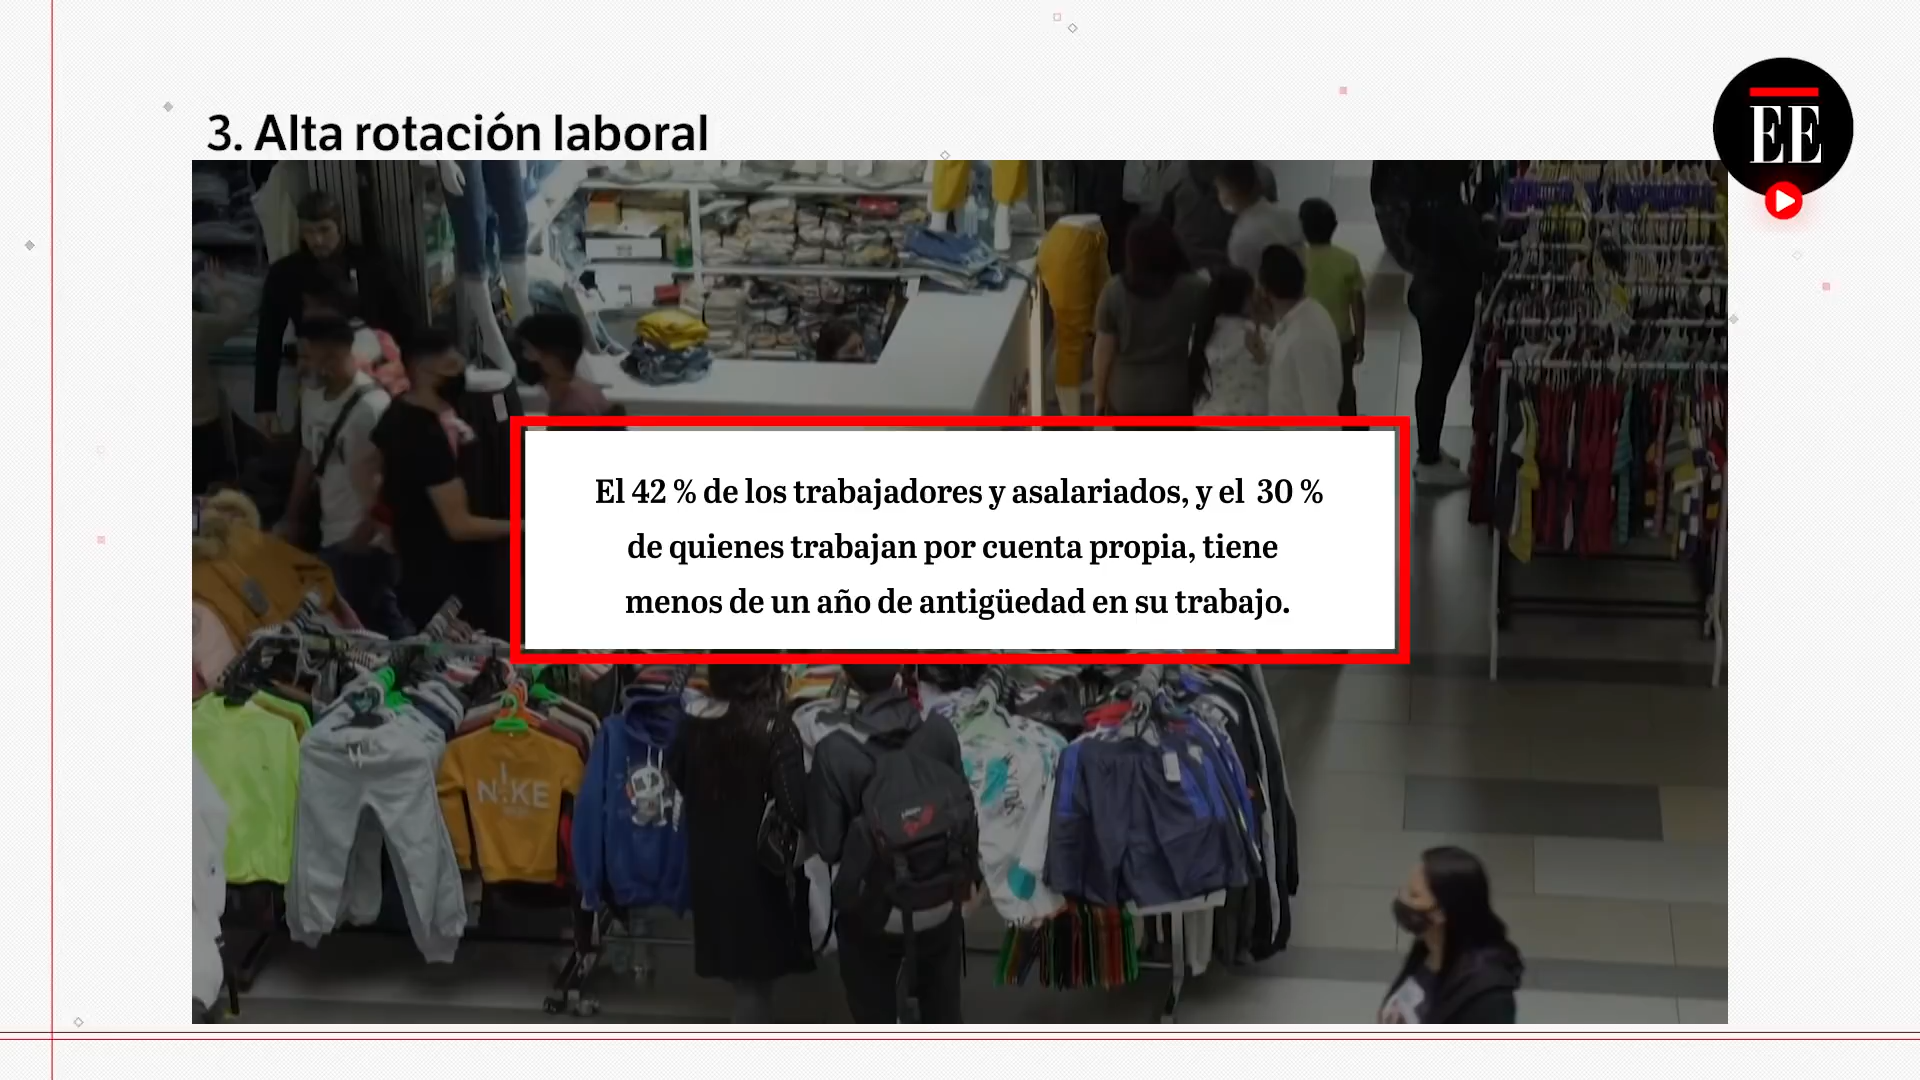 3. Alta rotación laboral
EE
El 42 % de los trabajadores y asalariados, y el 30 %
de quienes trabajan por cuenta propia, tiene
menos de un año de antigüedad en su trabajo.
NIKE